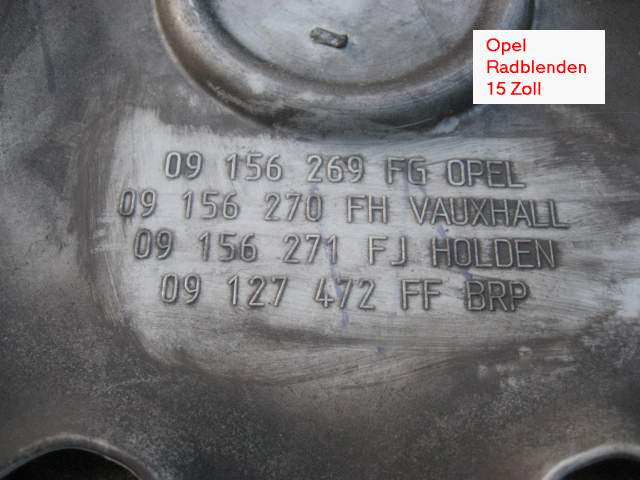 Opel
Radblenden
15 Zoll
09 156 269 FG OPEL
09 156 270 FH VAUXHALL
09 156 271 FJ HOLDEN
09 127 472 FF BRP